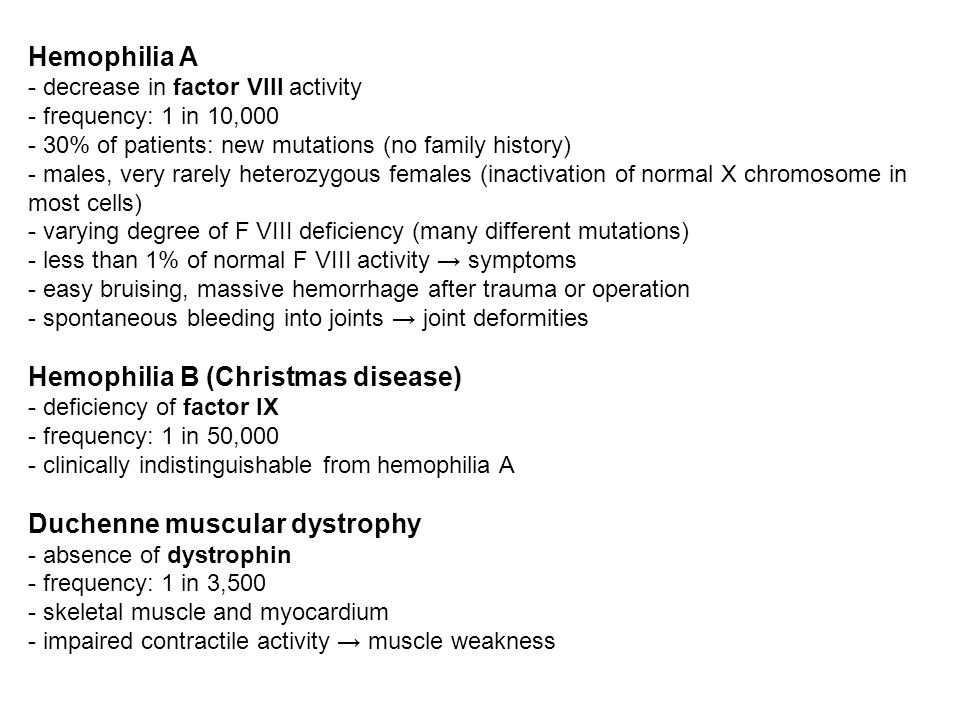 Hemophilia A
- decrease in factor VIII activity
- frequency: 1 in 10,000
- 30% of patients: new mutations (no family history)
- males, very rarely heterozygous females (inactivation of normal X chromosome in
most cells)
- varying degree of F VIII deficiency (many different mutations)
- less than 1% of normal F VIII activity → symptoms
- easy bruising, massive hemorrhage after trauma or operation
- spontaneous bleeding into joints → joint deformities
Hemophilia B (Christmas disease)
- deficiency of factor IX
- frequency: 1 in 50,000
- clinically indistinguishable from hemophilia A
Duchenne muscular dystrophy
- absence of dystrophin
- frequency: 1 in 3,500
- skeletal muscle and myocardium
- impaired contractile activity → muscle weakness